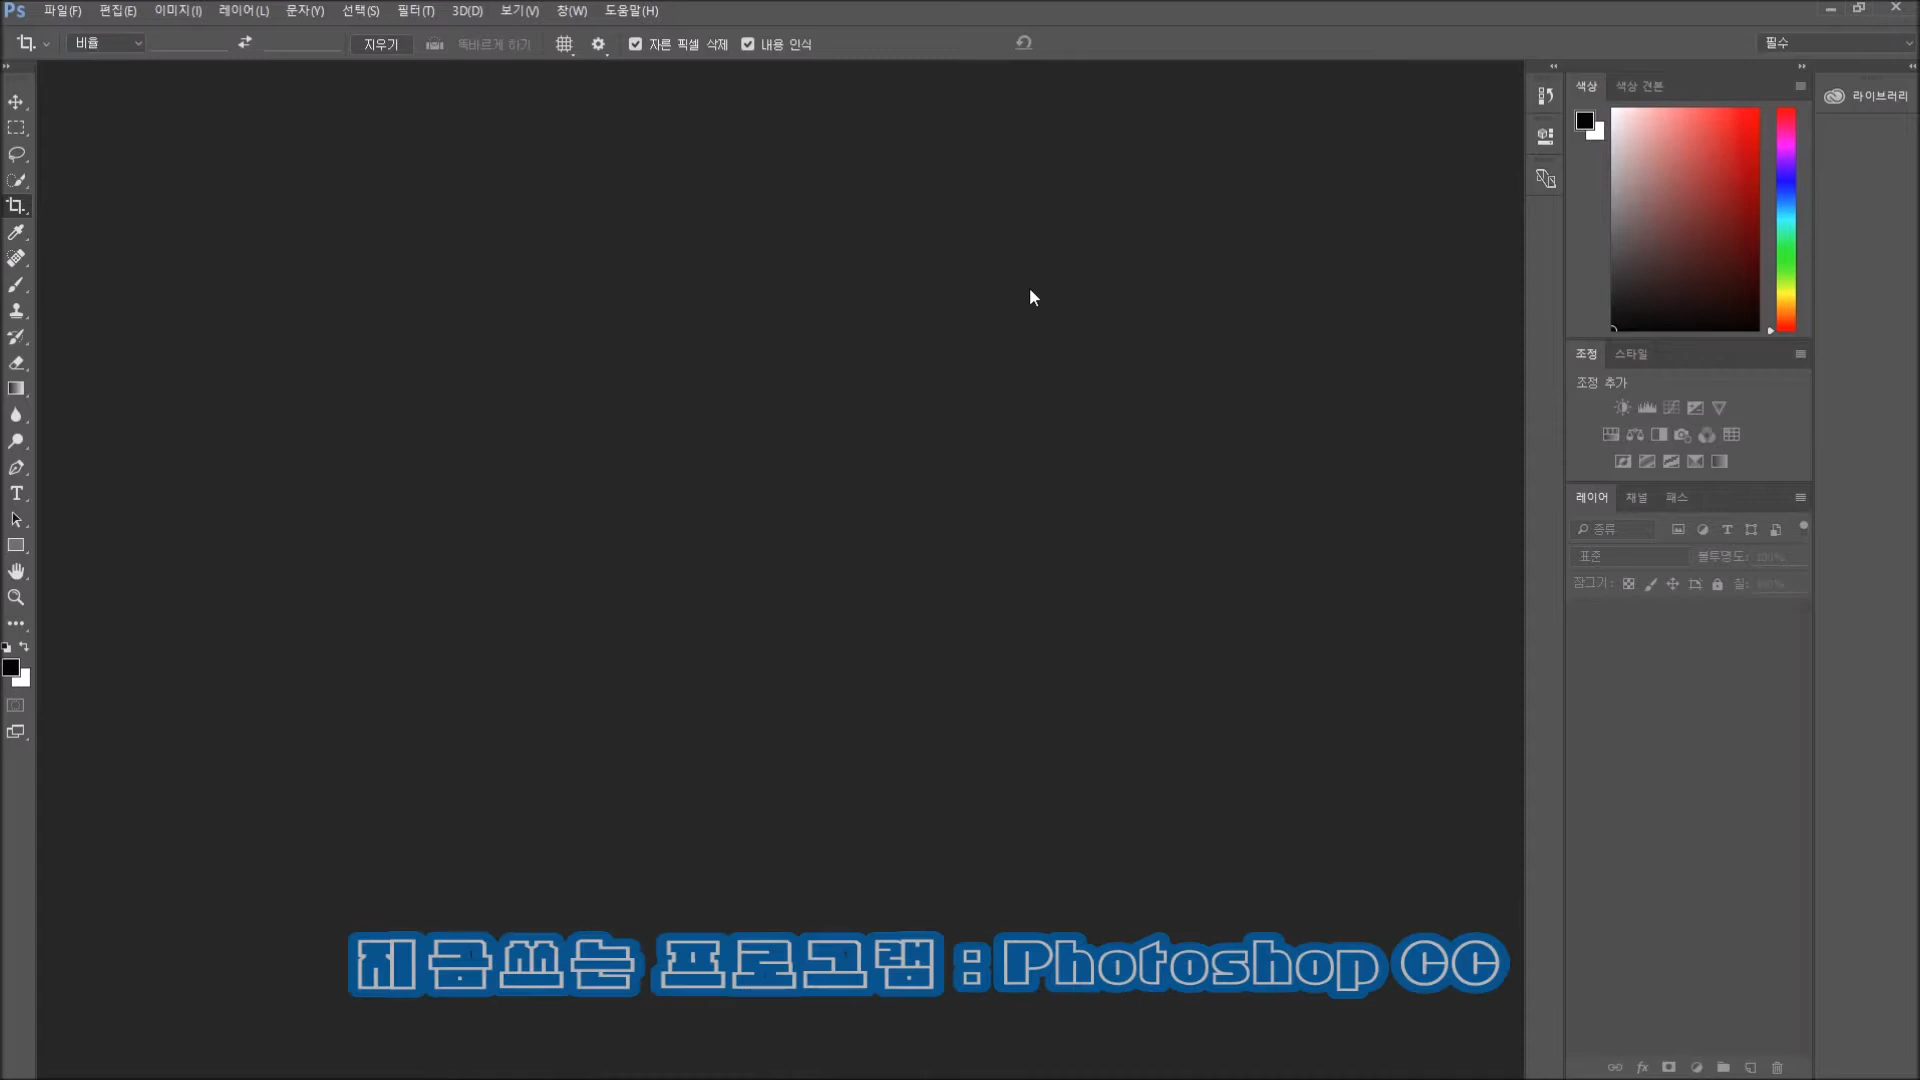 Ps 파일(F) 편집(E) 이미지(I) 레이어(L) 문자(Y) 선택(S) 필터(T) 3D(D) 보기(V) 창(W) 도움말(H)
비율 지우기 똑바르게 하기 자른 픽셀 삭제 내용 인식 필수
색상 색상 견본
라이브러리
조정 스타일
조정 추가
레이어 채널 패스
종류
표준 불투명도: 100%
잠그기: 칠: 100%
지금쓰는 프로그램 : Photoshop CC